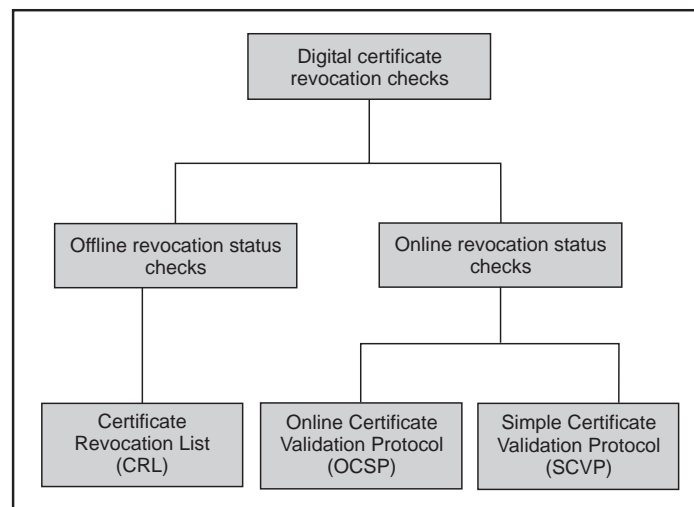 Digital certificate
revocation checks
Offline revocation status
checks
Online revocation status
checks
Certificate
Revocation List
(CRL)
Online Certificate
Validation Protocol
(OCSP)
Simple Certificate
Validation Protocol
(SCVP)